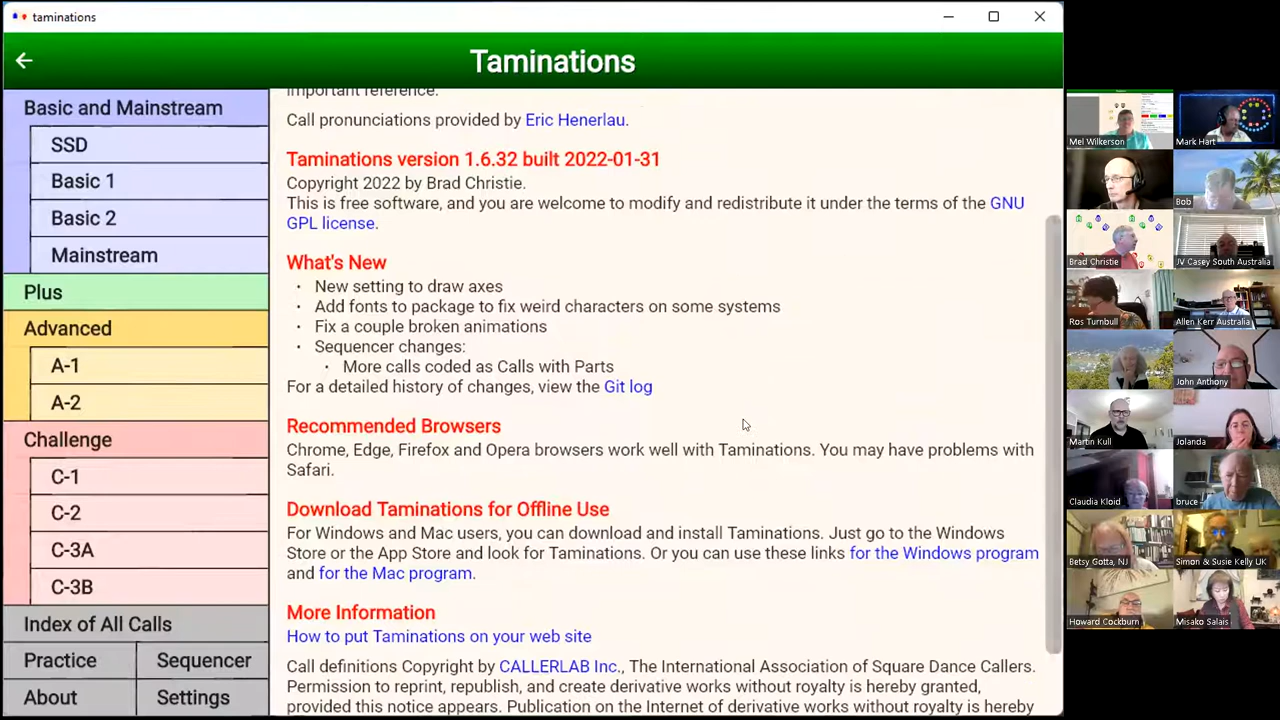 taminations
Taminations
Basic and Mainstream
SSD
Basic 1
Basic 2
Mainstream
Plus
Advanced
A-1
A-2
Challenge
C-1
C-2
C-3A
C-3B
Index of All Calls
Practice
Sequencer
About
Settings
important reference.
Call pronunciations provided by Eric Henerlau.
Taminations version 1.6.32 built 2022-01-31
Copyright 2022 by Brad Christie.
This is free software, and you are welcome to modify and redistribute it under the terms of the GNU
GPL license.
What's New
· New setting to draw axes
· Add fonts to package to fix weird characters on some systems
· Fix a couple broken animations
· Sequencer changes:
· More calls coded as Calls with Parts
For a detailed history of changes, view the Git log
Recommended Browsers
Chrome, Edge, Firefox and Opera browsers work well with Taminations. You may have problems with
Safari.
Download Taminations for Offline Use
For Windows and Mac users, you can download and install Taminations. Just go to the Windows
Store or the App Store and look for Taminations. Or you can use these links for the Windows program
and for the Mac program.
More Information
How to put Taminations on your web site
Call definitions Copyright by CALLERLAB Inc., The International Association of Square Dance Callers.
Permission to reprint, republish, and create derivative works without royalty is hereby granted,
provided this notice appears. Publication on the Internet of derivative works without royalty is hereby
Mel Wilkerson
Mark Hart
Bob
Brad Christie
JV Casey South Australia
Ros Turnbull
Allen Kerr Australia
John Anthony
Martin Kull
Jolanda
Claudia Kloid
bruce
Betsy Gotta, NJ
Simon & Susie Kelly UK
Howard Cockburn
Misako Salais